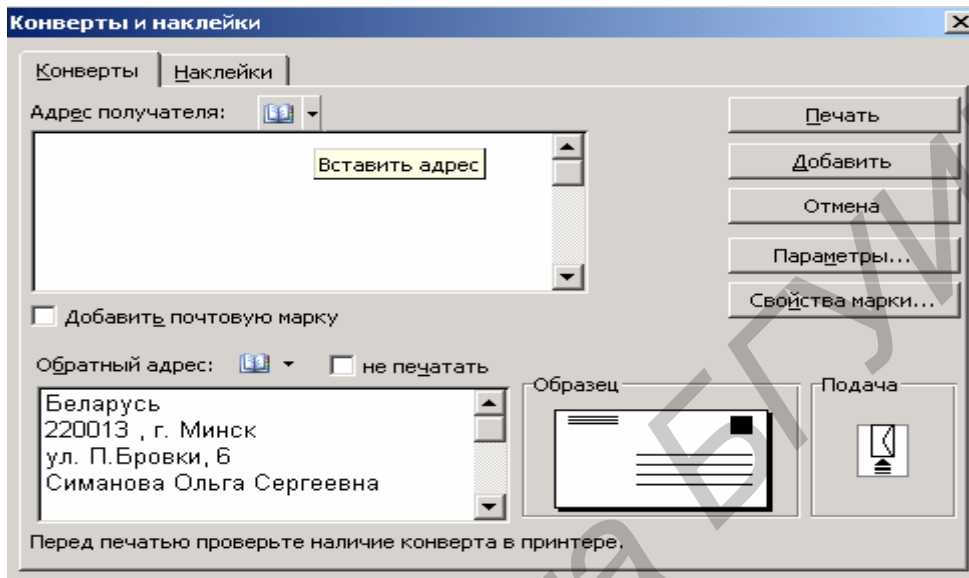 Конверты и наклейки
Конверты
Наклейки
Адрес получателя:
Вставить адрес
Печать
Добавить
Отмена
Параметры...
Свойства марки...
Добавить почтовую марку
Обратный адрес:
не печатать
Беларусь
220013 , г. Минск
ул. П.Бровки, 6
Симанова Ольга Сергеевна
Образец
Подача
Перед печатью проверьте наличие конверта в принтере.